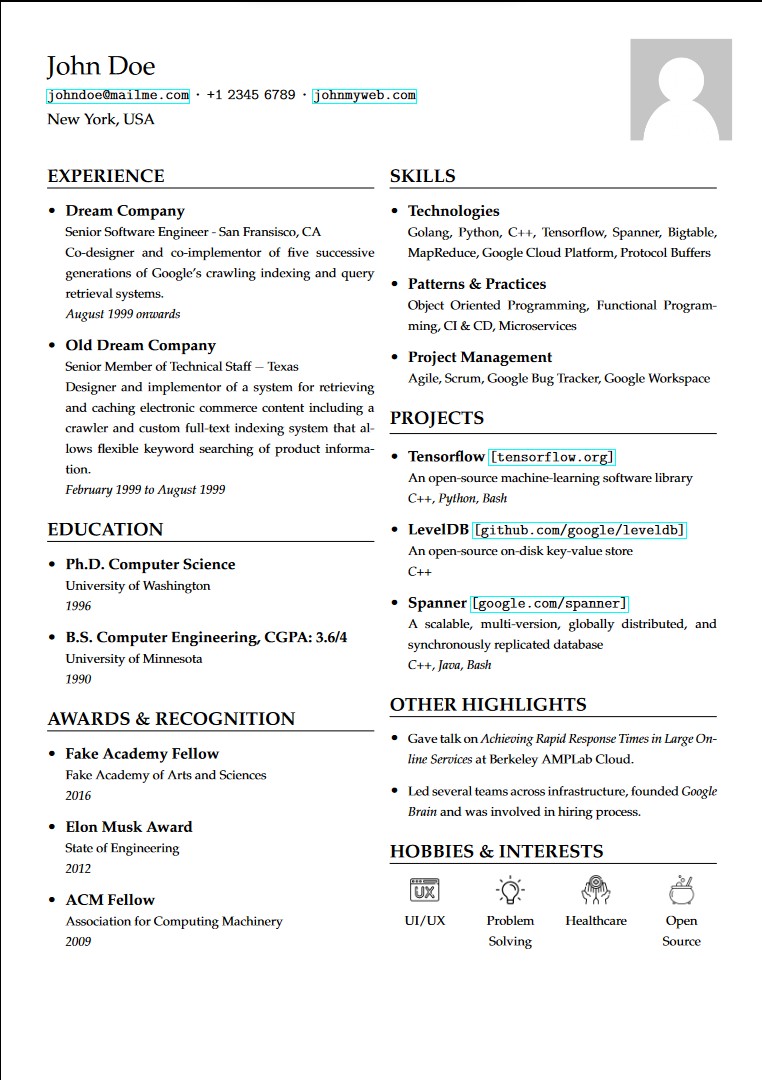 John Doe
johndoe@mailme.com · +1 2345 6789 · johnmyweb.com
New York, USA
EXPERIENCE
• Dream Company
Senior Software Engineer - San Fransisco, CA
Co-designer and co-implementor of five successive
generations of Google's crawling indexing and query
retrieval systems.
August 1999 onwards
• Old Dream Company
Senior Member of Technical Staff – Texas
Designer and implementor of a system for retrieving
and caching electronic commerce content including a
crawler and custom full-text indexing system that al-
lows flexible keyword searching of product informa-
tion.
February 1999 to August 1999
EDUCATION
• Ph.D. Computer Science
University of Washington
1996
• B.S. Computer Engineering, CGPA: 3.6/4
University of Minnesota
1990
AWARDS & RECOGNITION
• Fake Academy Fellow
Fake Academy of Arts and Sciences
2016
• Elon Musk Award
State of Engineering
2012
• ACM Fellow
Association for Computing Machinery
2009
SKILLS
• Technologies
Golang, Python, C++, Tensorflow, Spanner, Bigtable,
MapReduce, Google Cloud Platform, Protocol Buffers
• Patterns & Practices
Object Oriented Programming, Functional Program-
ming, CI & CD, Microservices
• Project Management
Agile, Scrum, Google Bug Tracker, Google Workspace
PROJECTS
• Tensorflow [tensorflow.org]
An open-source machine-learning software library
C++, Python, Bash
• LevelDB [github.com/google/leveldb]
An open-source on-disk key-value store
C++
• Spanner [google.com/spanner]
A scalable, multi-version, globally distributed, and
synchronously replicated database
C++, Java, Bash
OTHER HIGHLIGHTS
• Gave talk on Achieving Rapid Response Times in Large On-
line Services at Berkeley AMPLab Cloud.
• Led several teams across infrastructure, founded Google
Brain and was involved in hiring process.
HOBBIES & INTERESTS
UX
UI/UX
Problem
Solving
Healthcare
Open
Source